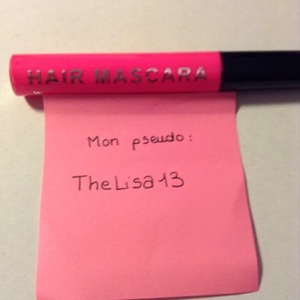 HAIR MASCARA
Mon pseudo:
TheLisa13